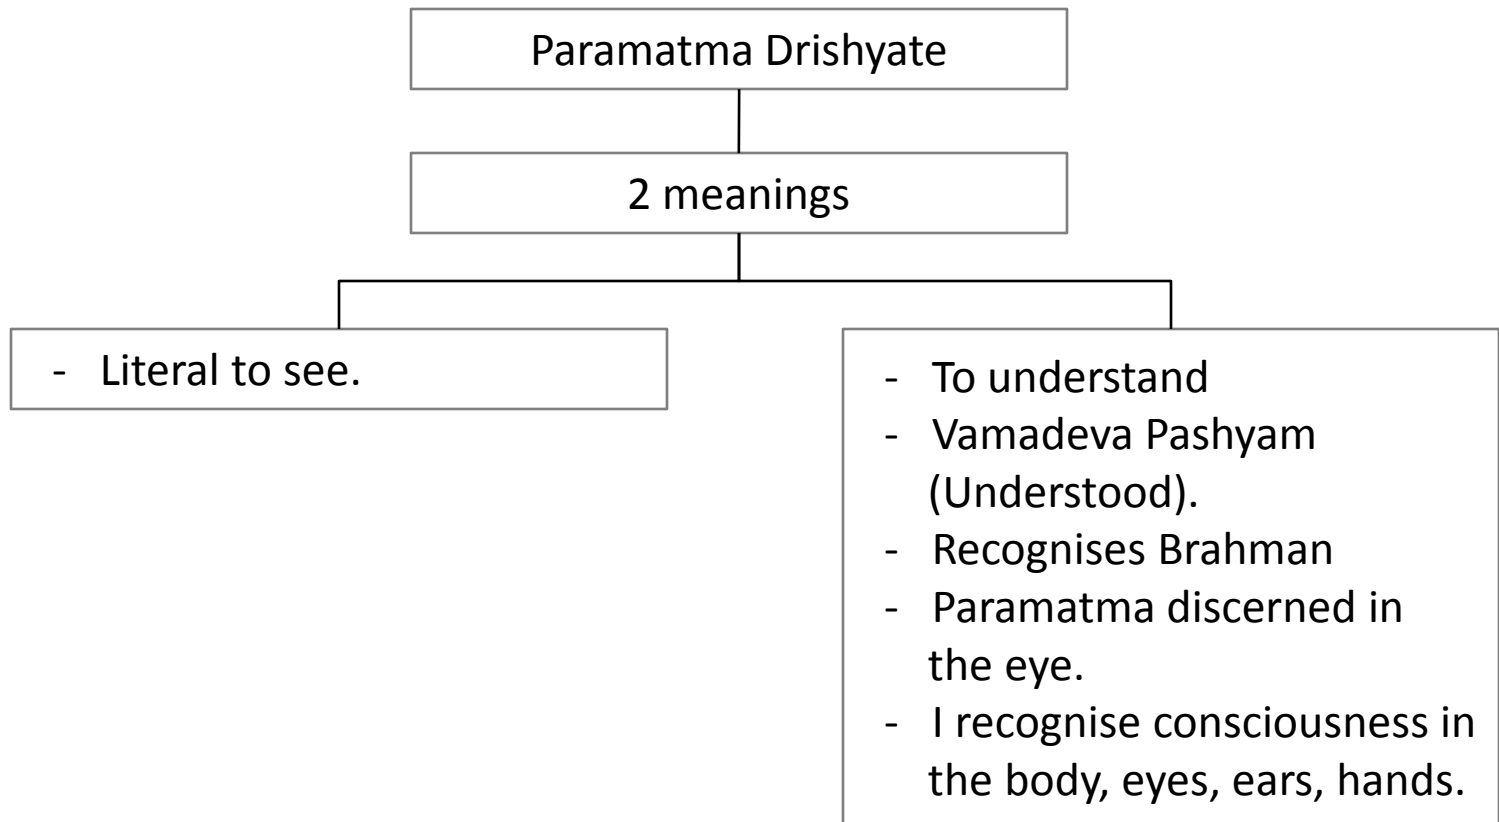 Paramatma Drishyate
2 meanings
- Literal to see.
- To understand
- Vamadeva Pashyam
(Understood).
- Recognises Brahman
- Paramatma discerned in
the eye.
- I recognise consciousness in
the body, eyes, ears, hands.